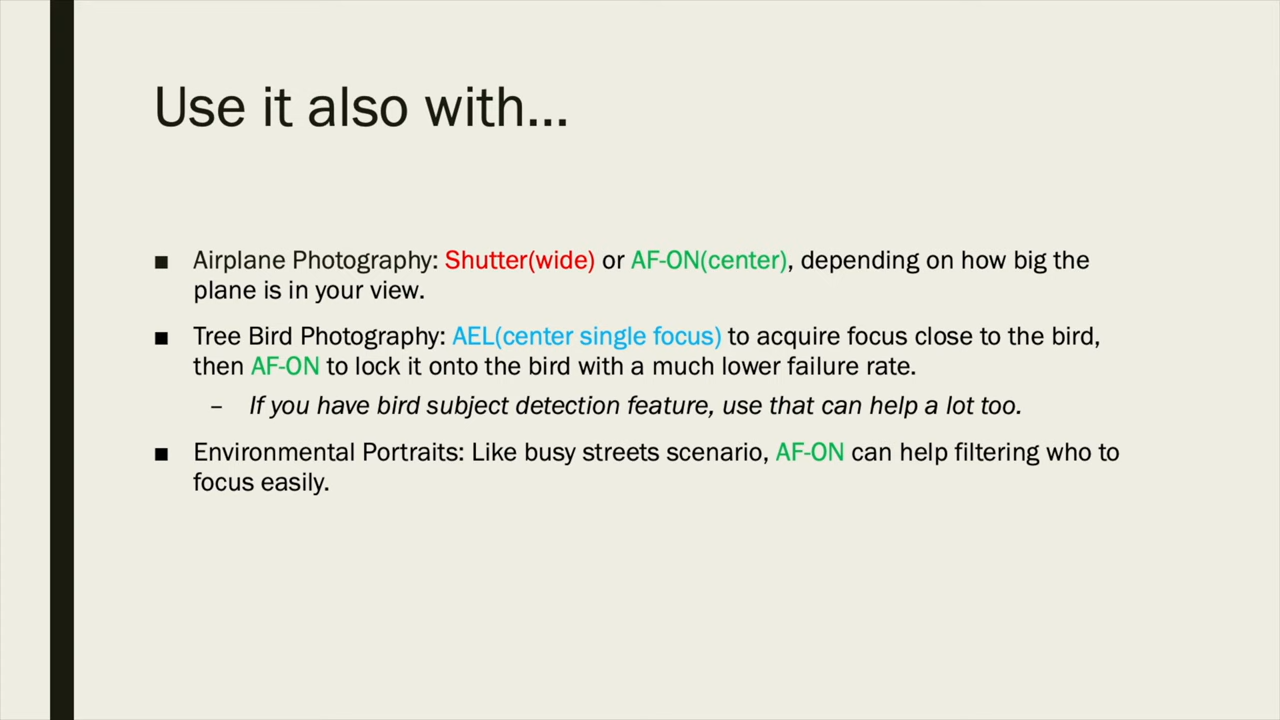 Use it also with...
■ Airplane Photography: Shutter(wide) or AF-ON(center), depending on how big the
plane is in your view.
■ Tree Bird Photography: AEL(center single focus) to acquire focus close to the bird,
then AF-ON to lock it onto the bird with a much lower failure rate.
– If you have bird subject detection feature, use that can help a lot too.
■ Environmental Portraits: Like busy streets scenario, AF-ON can help filtering who to
focus easily.